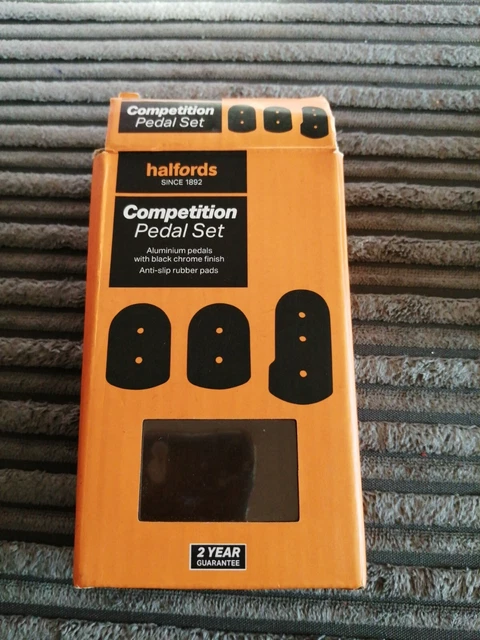 Competition
Pedal Set
halfords
SINCE 1892
Competition
Pedal Set
Aluminium pedals
with black chrome finish
Anti-slip rubber pads
2 YEAR
GUARANTEE